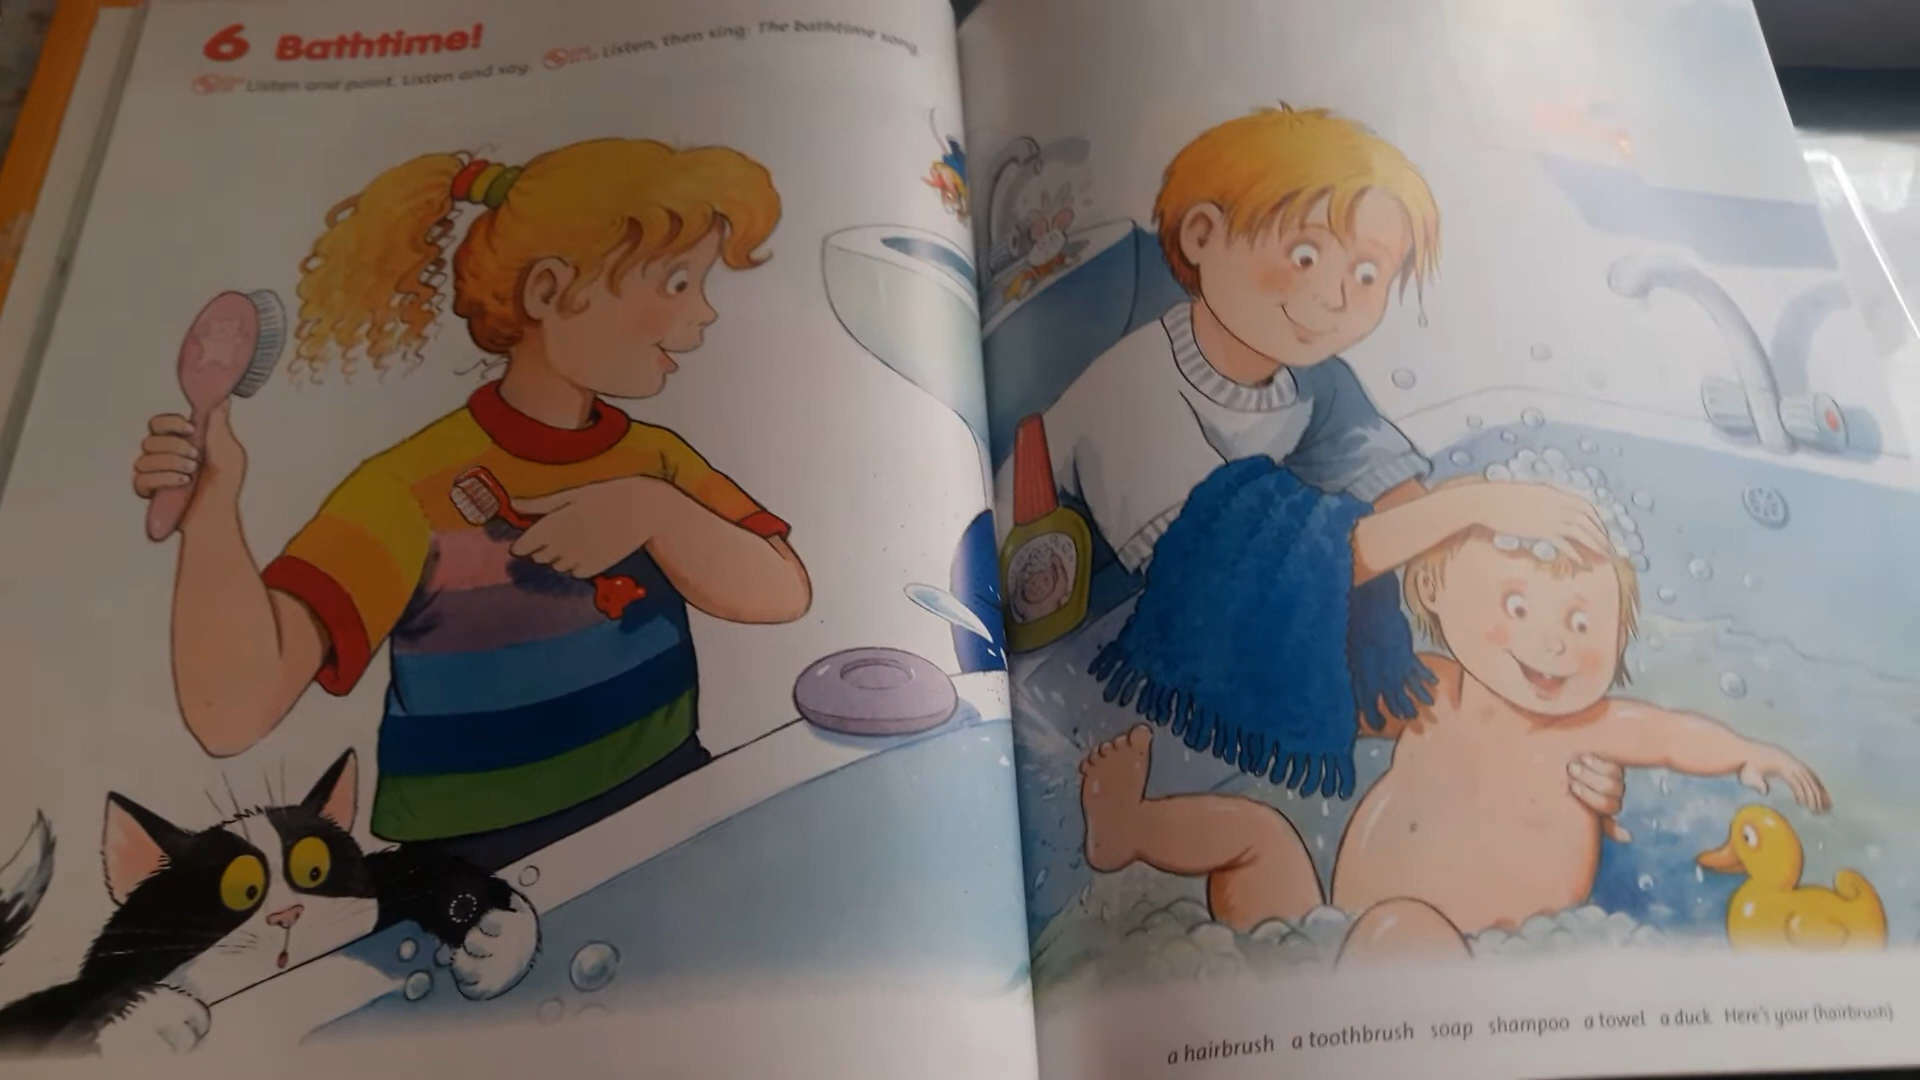 6 Bathtime!
Listen and point. Listen and say. Listen, then sing: The bathtime song.
a hairbrush a toothbrush soap shampoo a towel a duck Here's your (hairbrush)